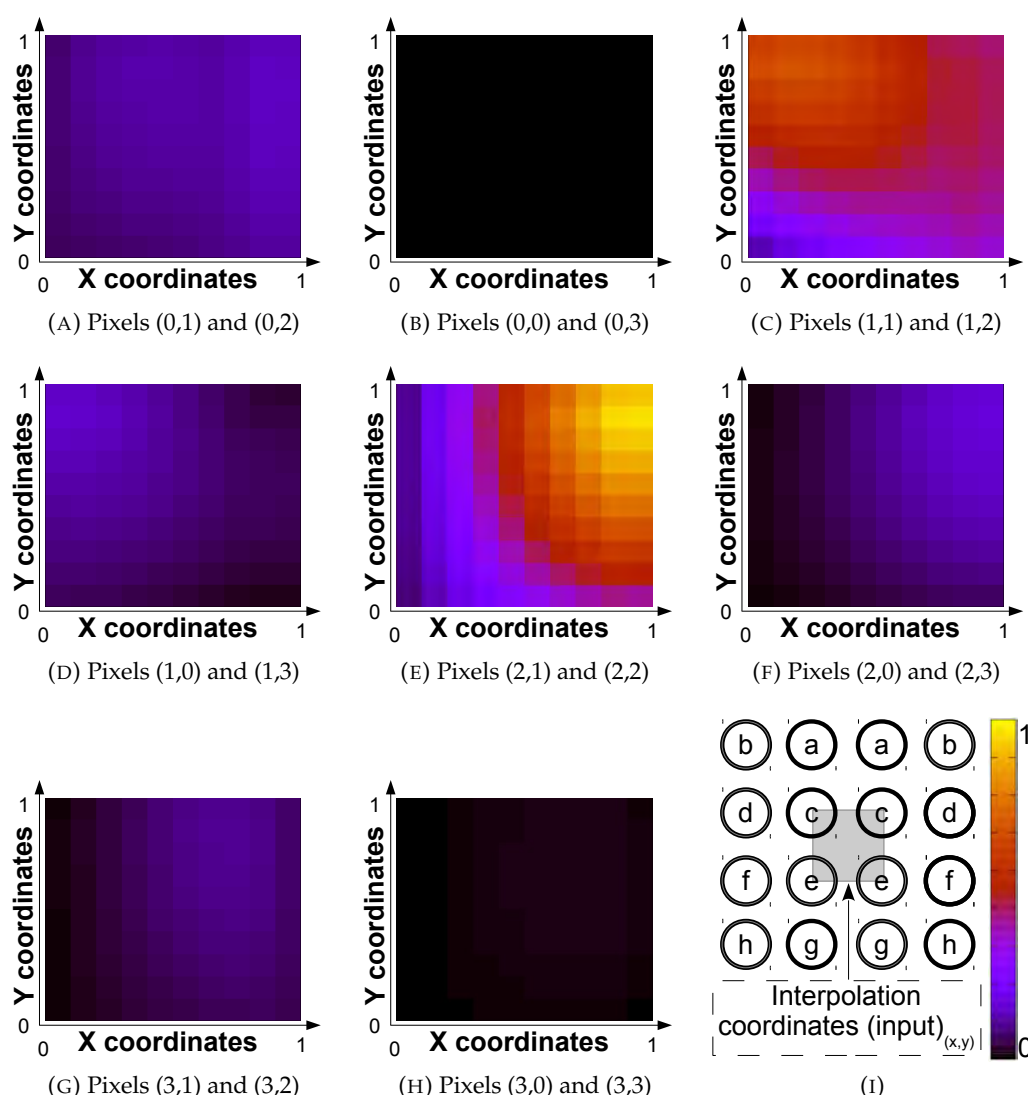 1
Y coordinates
0
0
X coordinates
1
(A) Pixels (0,1) and (0,2)
1
Y coordinates
0
0
X coordinates
1
(B) Pixels (0,0) and (0,3)
1
Y coordinates
0
0
X coordinates
1
(C) Pixels (1,1) and (1,2)
1
Y coordinates
0
0
X coordinates
1
(D) Pixels (1,0) and (1,3)
1
Y coordinates
0
0
X coordinates
1
(E) Pixels (2,1) and (2,2)
1
Y coordinates
0
0
X coordinates
1
(F) Pixels (2,0) and (2,3)
1
Y coordinates
0
0
X coordinates
1
(G) Pixels (3,1) and (3,2)
1
Y coordinates
0
0
X coordinates
1
(H) Pixels (3,0) and (3,3)
b a a b
d c c d
f e e f
h g g h
Interpolation
coordinates (input)(x,y)
1
0
(I)